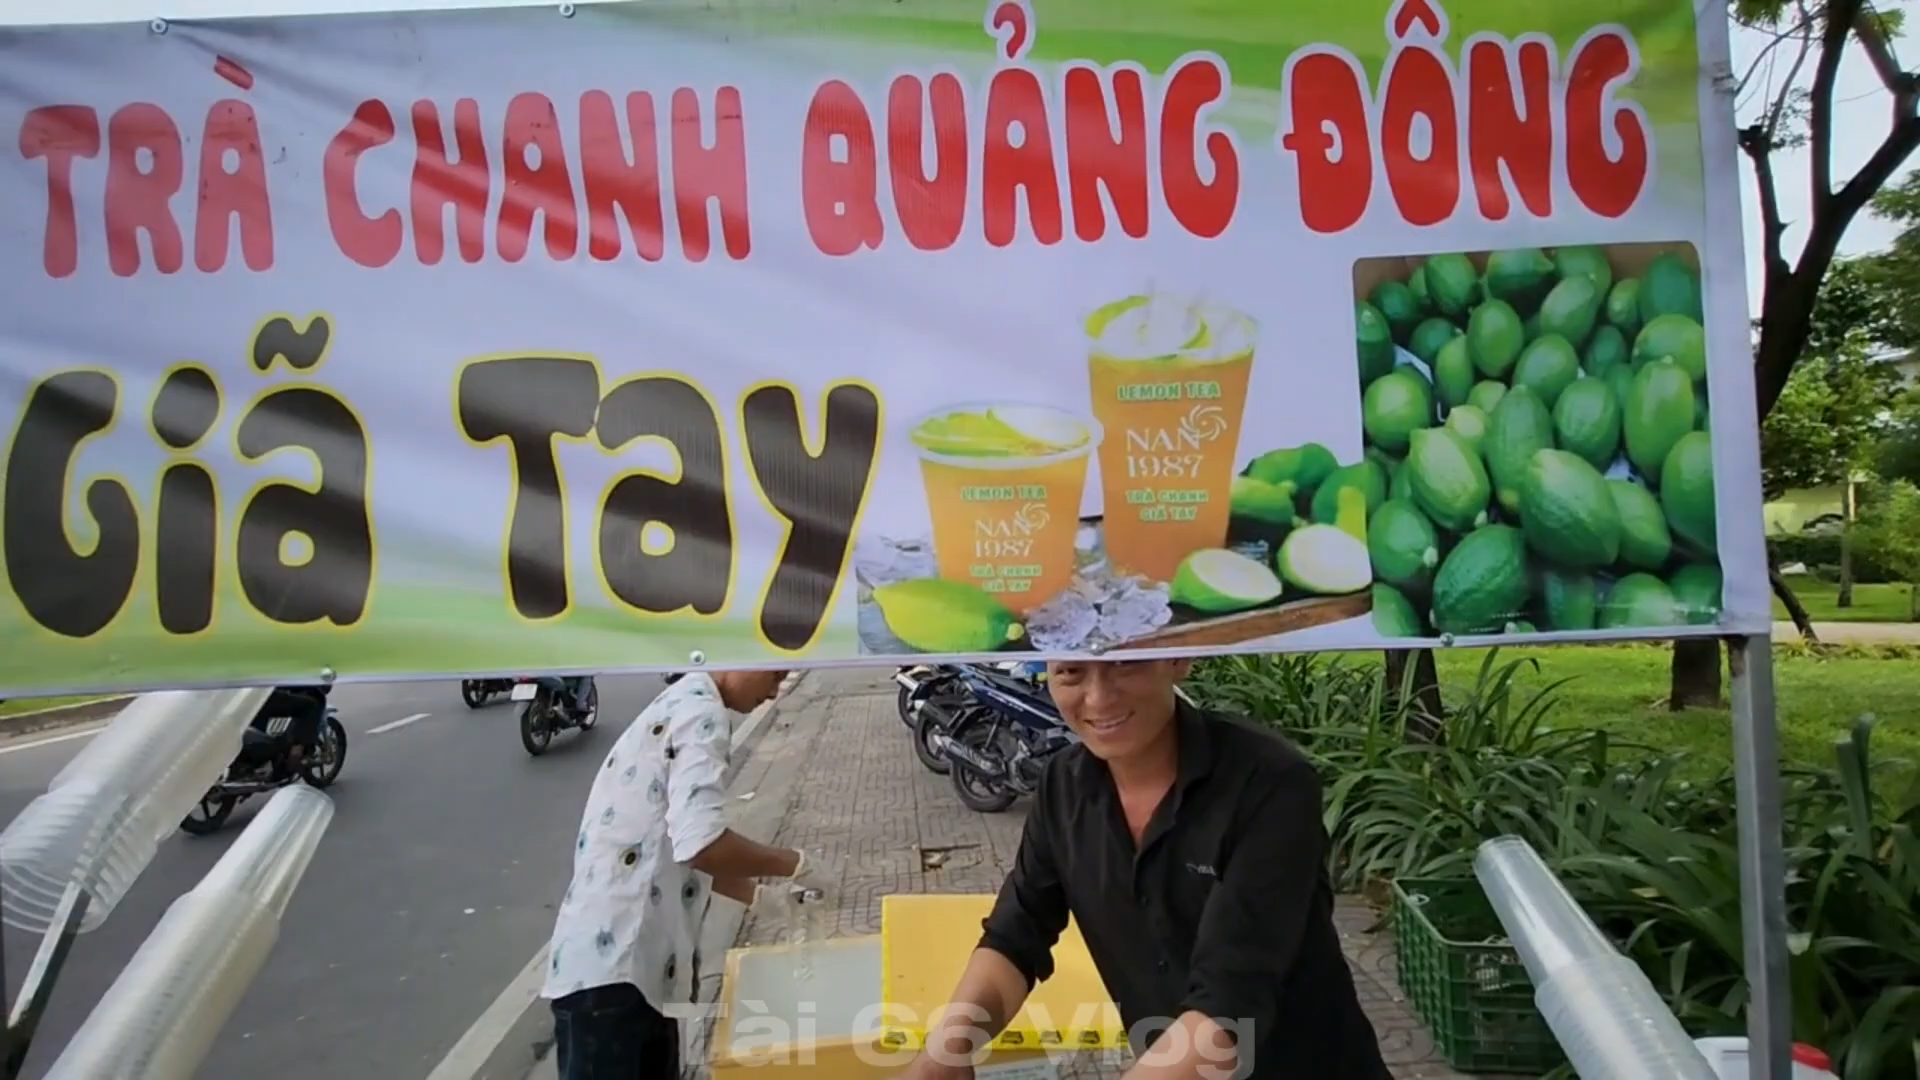 TRÀ CHANH QUẢNG ĐÔNG
Giã Tay
LEMON TEA
NAN
1987
TRÀ CHANH
GIÃ TAY
LEMON TEA
NAN
1987
TRÀ CHANH
GIÃ TAY
Tài 66 Vlog